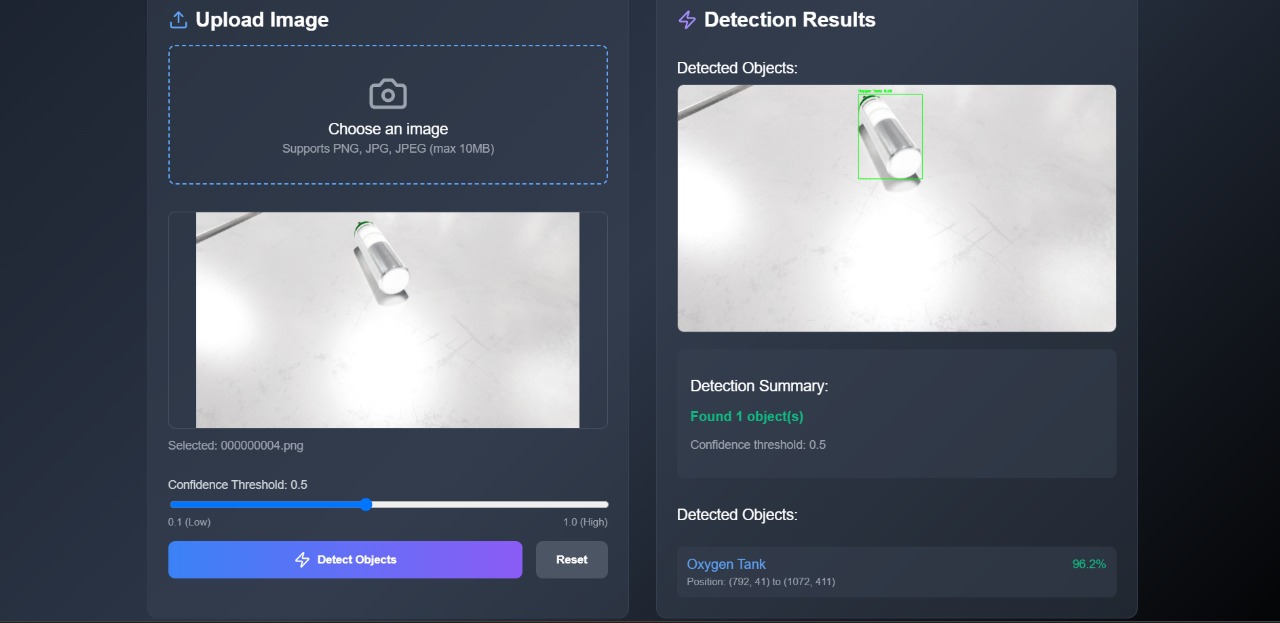 Upload Image
Choose an image
Supports PNG, JPG, JPEG (max 10MB)
Selected: 000000004.png
Confidence Threshold: 0.5
0.1 (Low)
1.0 (High)
Detect Objects
Reset
Detection Results
Detected Objects:
Oxygen Tank
Detection Summary:
Found 1 object(s)
Confidence threshold: 0.5
Detected Objects:
Oxygen Tank
96.2%
Position: (792, 41) to (1072, 411)